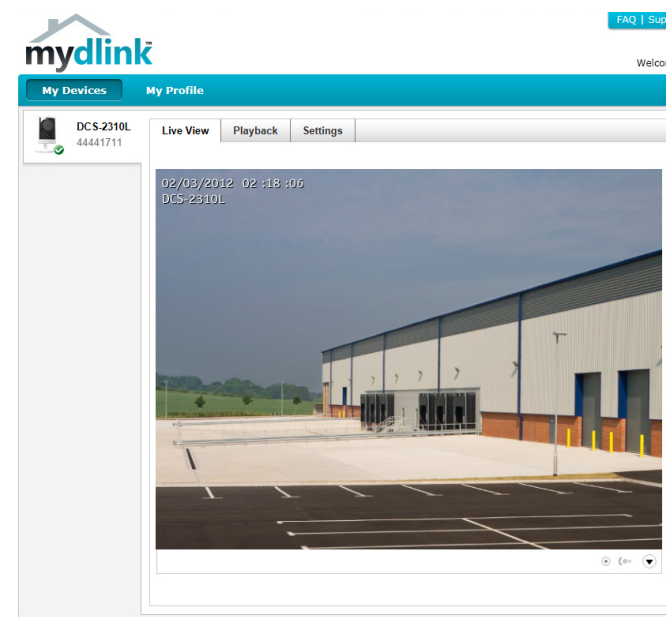 FAQ | Sup
mydlink™
Welco
My Devices My Profile
DCS-2310L
44441711
Live View Playback Settings
02/03/2012 02 :18 :06
DCS-2310L